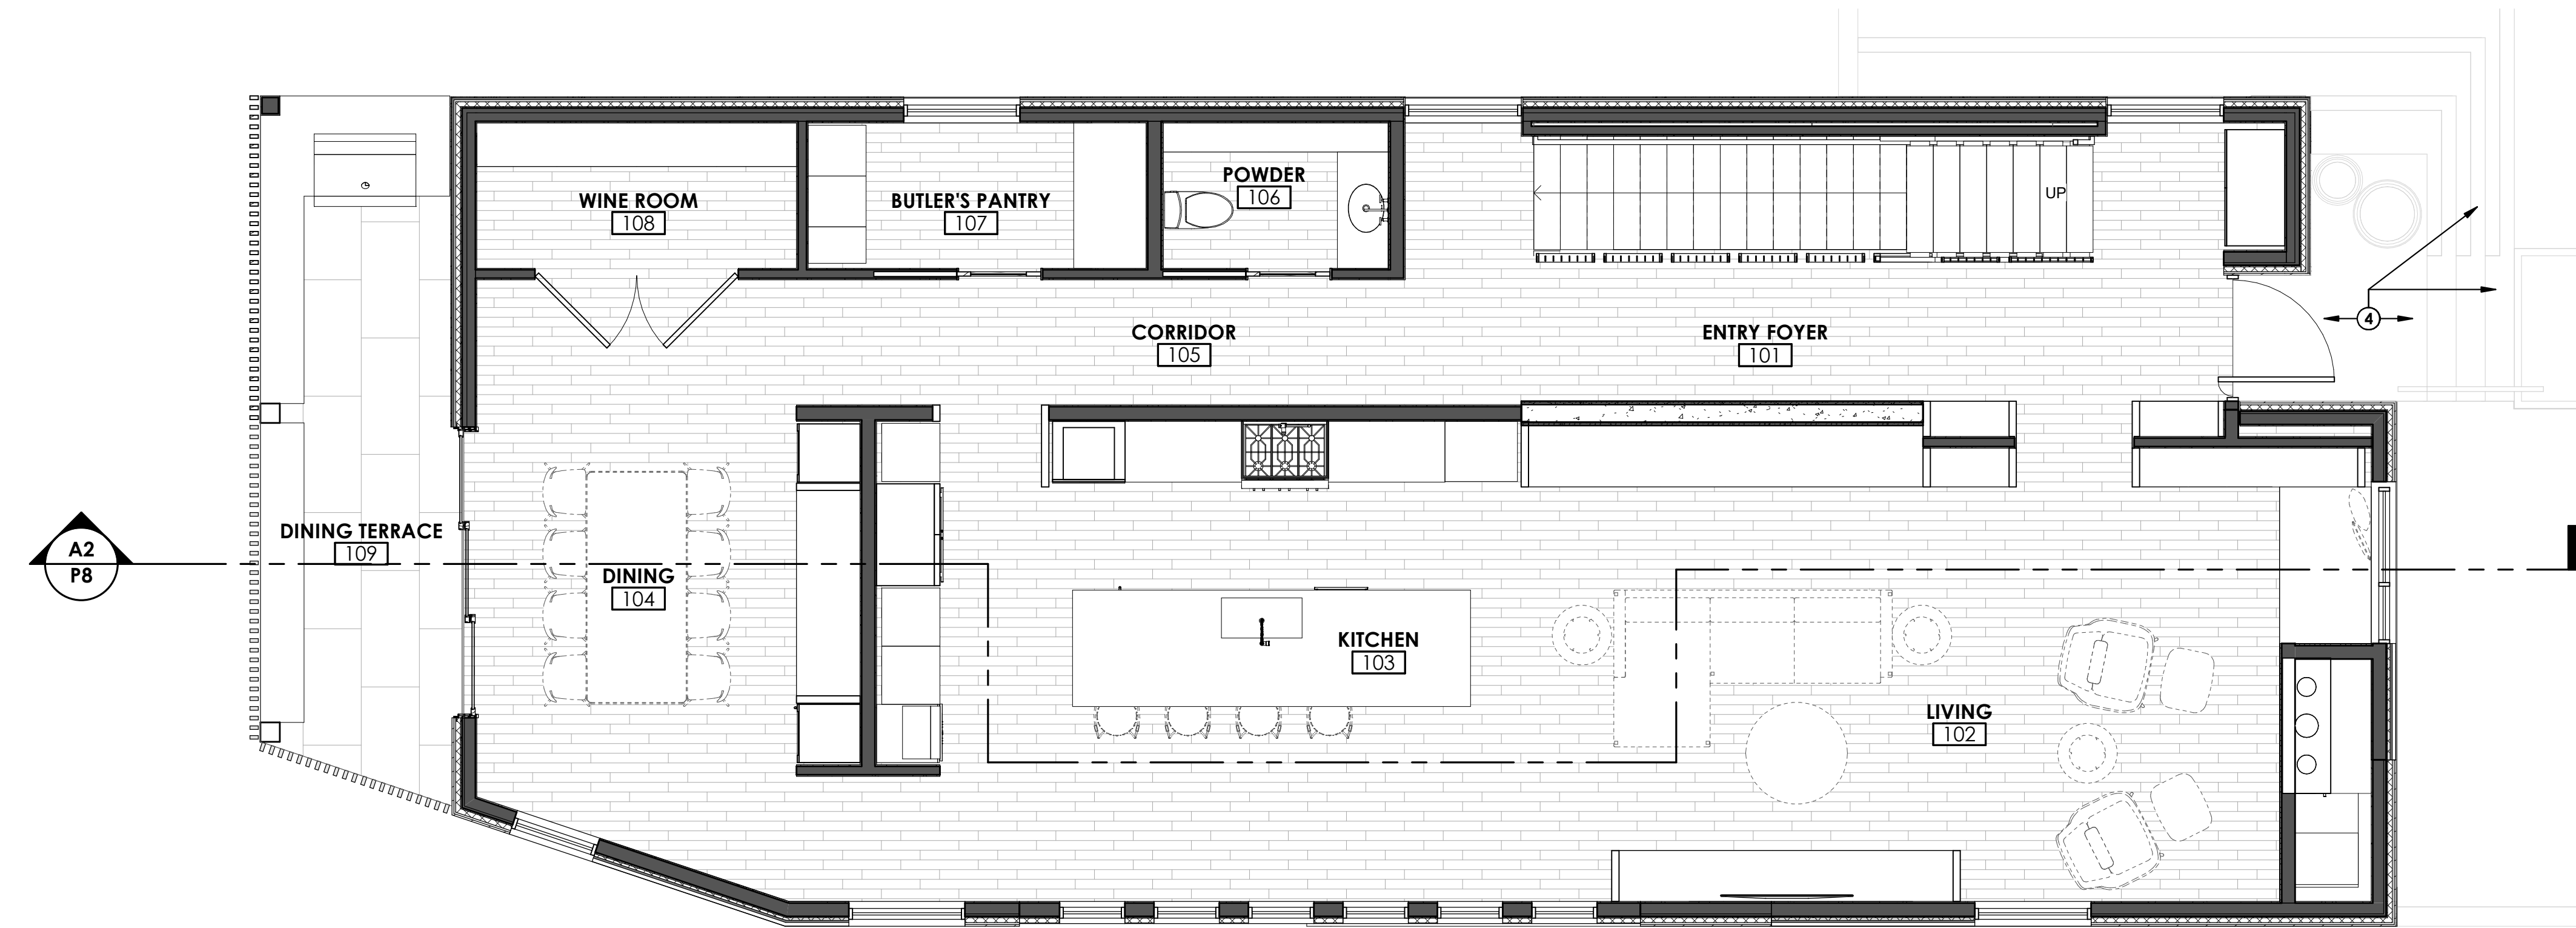 WINE ROOM
108
BUTLER'S PANTRY
107
POWDER
106
UP
CORRIDOR
105
ENTRY FOYER
101
4
DINING TERRACE
109
A2
P8
DINING
104
KITCHEN
103
LIVING
102